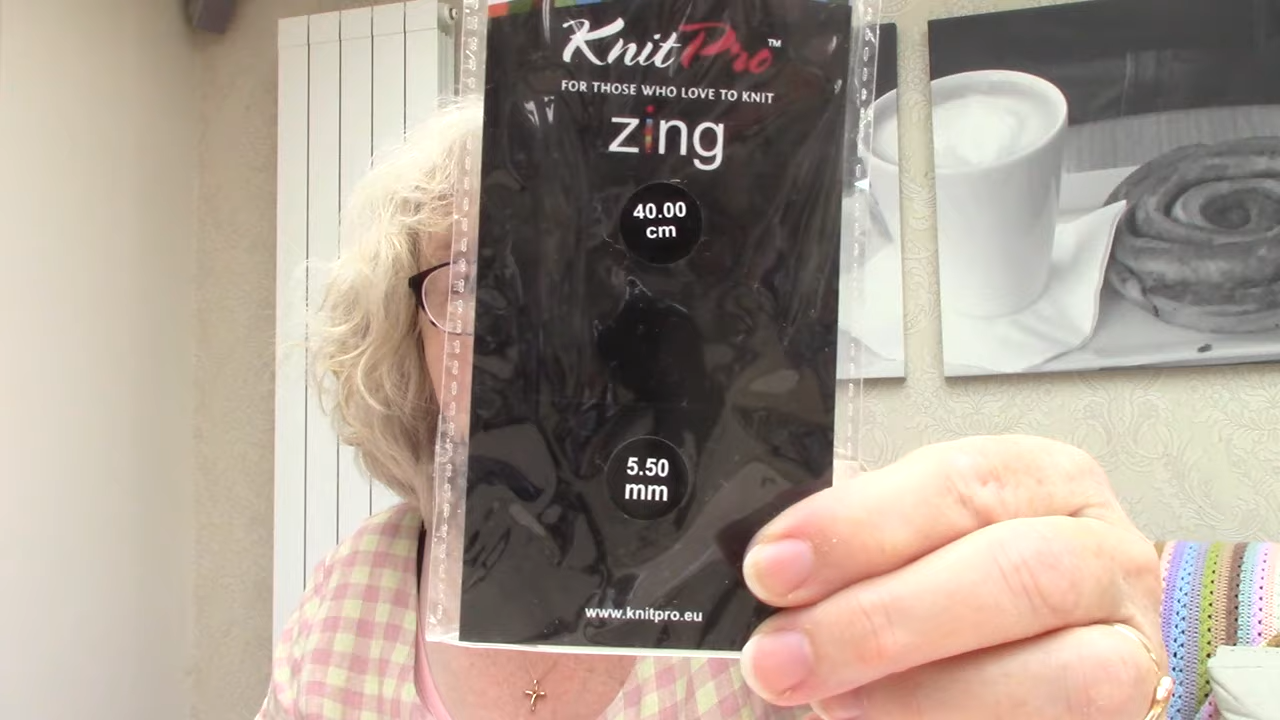 KnitPro™
FOR THOSE WHO LOVE TO KNIT
zing
40.00
cm
5.50
mm
www.knitpro.eu